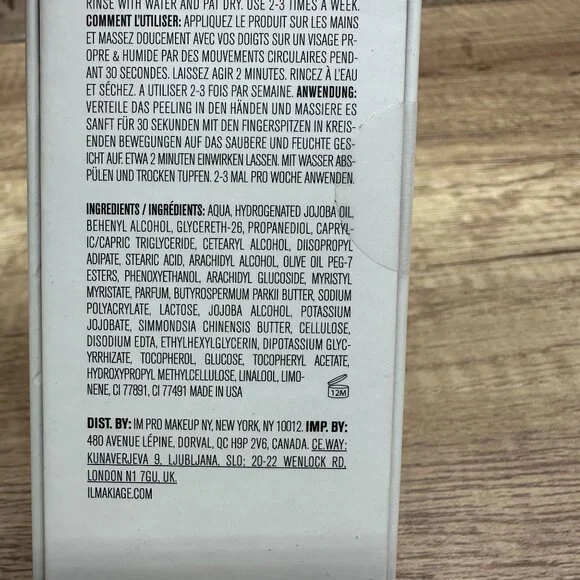 RINSE WITH WATER AND PAT DRY. USE 2-3 TIMES A WEEK.
COMMENT L'UTILISER: APPLIQUEZ LE PRODUIT SUR LES MAINS
ET MASSEZ DOUCEMENT AVEC VOS DOIGTS SUR UN VISAGE PRO-
PRE & HUMIDE PAR DES MOUVEMENTS CIRCULAIRES PEND-
ANT 30 SECONDES. LAISSEZ AGIR 2 MINUTES. RINCEZ À L'EAU
ET SÉCHEZ. A UTILISER 2-3 FOIS PAR SEMAINE. ANWENDUNG:
VERTEILE DAS PEELING IN DEN HÄNDEN UND MASSIERE ES
SANFT FÜR 30 SEKUNDEN MIT DEN FINGERSPITZEN IN KREIS-
ENDEN BEWEGUNGEN AUF DAS SAUBERE UND FEUCHTE GES-
ICHT AUF. ETWA 2 MINUTEN EINWIRKEN LASSEN. MIT WASSER ABS-
PÜLEN UND TROCKEN TUPFEN. 2-3 MAL PRO WOCHE ANWENDEN.
INGREDIENTS / INGRÉDIENTS: AQUA, HYDROGENATED JOJOBA OIL,
BEHENYL ALCOHOL, GLYCERETH-26, PROPANEDIOL, CAPRYL-
IC/CAPRIC TRIGLYCERIDE, CETEARYL ALCOHOL, DIISOPROPYL
ADIPATE, STEARIC ACID, ARACHIDYL ALCOHOL, OLIVE OIL PEG-7
ESTERS, PHENOXYETHANOL, ARACHIDYL GLUCOSIDE, MYRISTYL
MYRISTATE, PARFUM, BUTYROSPERMUM PARKII BUTTER, SODIUM
POLYACRYLATE, LACTOSE, JOJOBA ALCOHOL, POTASSIUM
JOJOBATE, SIMMONDSIA CHINENSIS BUTTER, CELLULOSE,
DISODIUM EDTA, ETHYLHEXYLGLYCERIN, DIPOTASSIUM GLYC-
YRRHIZATE, TOCOPHEROL, GLUCOSE, TOCOPHERYL ACETATE,
HYDROXYPROPYL METHYLCELLULOSE, LINALOOL, LIMO-
NENE, CI 77891, CI 77491 MADE IN USA
12M
DIST. BY: IM PRO MAKEUP NY, NEW YORK, NY 10012. IMP. BY:
480 AVENUE LÉPINE, DORVAL, QC H9P 2V6, CANADA. CE.WAY:
KUNAVERJEVA 9, LJUBLJANA, SLO; 20-22 WENLOCK RD,
LONDON N1 7GU, UK.
ILMAKIAGE.COM